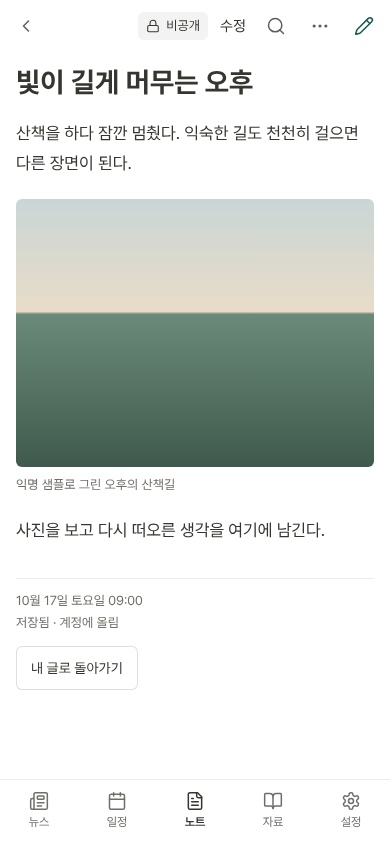 비공개 수정
빛이 길게 머무는 오후
산책을 하다 잠깐 멈췄다. 익숙한 길도 천천히 걸으면
다른 장면이 된다.
익명 샘플로 그린 오후의 산책길
사진을 보고 다시 떠오른 생각을 여기에 남긴다.
10월 17일 토요일 09:00
저장됨 · 계정에 올림
내 글로 돌아가기
뉴스 일정 노트 자료 설정